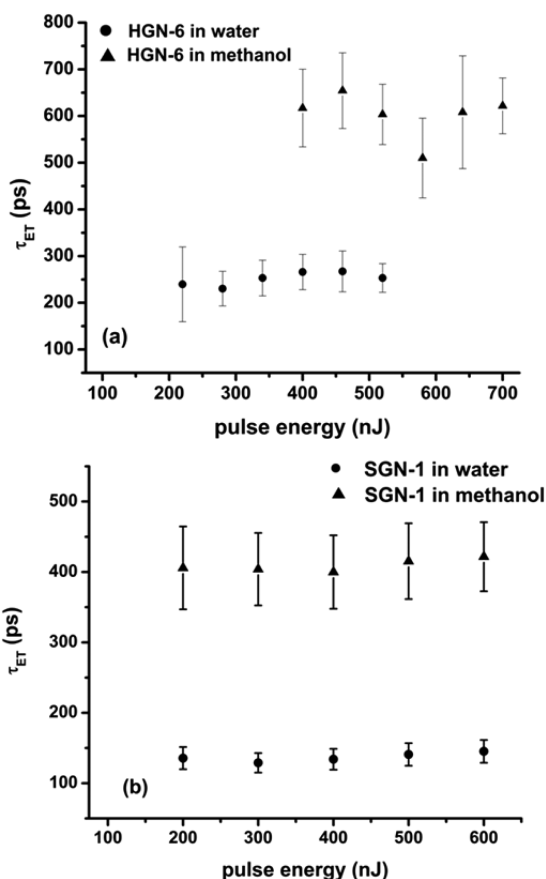 800
HGN-6 in water
HGN-6 in methanol
700
600
500
400
300
200
100
τET (ps)
(a)
100 200 300 400 500 600 700
pulse energy (nJ)
SGN-1 in water
SGN-1 in methanol
500
400
300
200
100
τET (ps)
(b)
100 200 300 400 500 600
pulse energy (nJ)